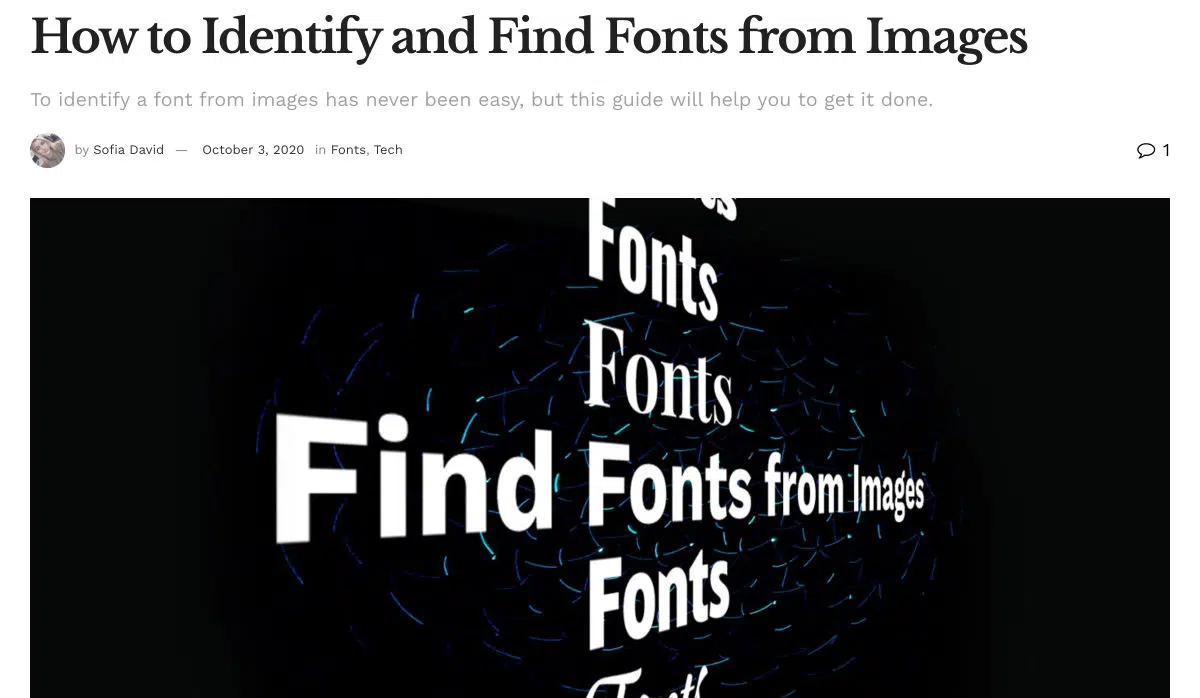 How to Identify and Find Fonts from Images
To identify a font from images has never been easy, but this guide will help you to get it done.
by Sofia David — October 3, 2020 in Fonts, Tech
1
Fonts
Fonts
Find Fonts from Images
Fonts